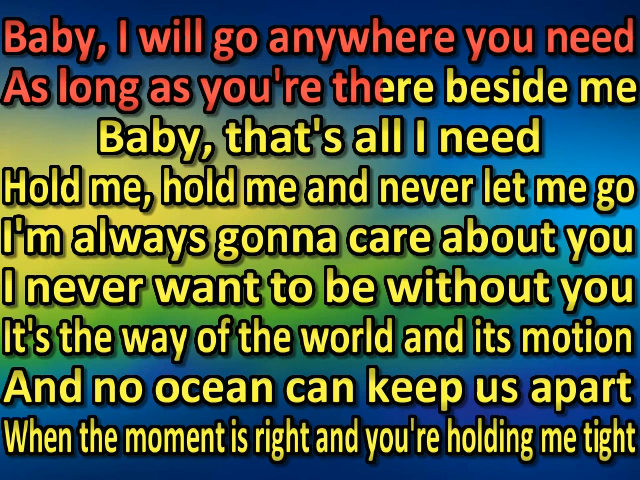 Baby, I will go anywhere you need
As long as you're there beside me
Baby, that's all I need
Hold me, hold me and never let me go
I'm always gonna care about you
I never want to be without you
It's the way of the world and its motion
And no ocean can keep us apart
When the moment is right and you're holding me tight